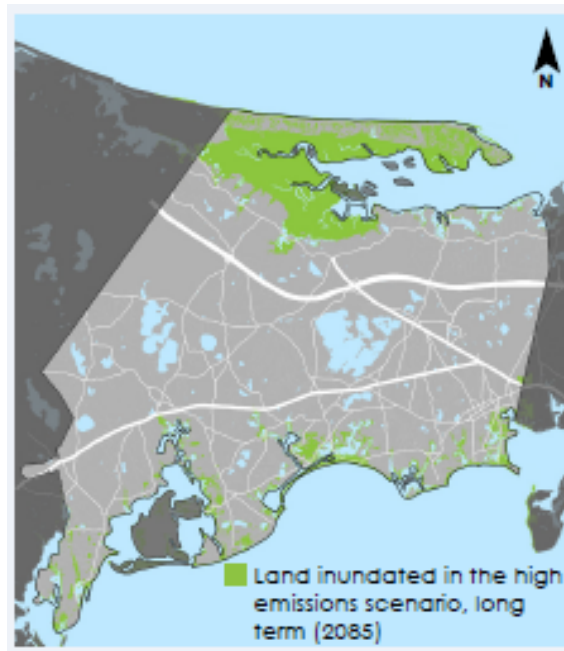 N
Land inundated in the high
emissions scenario, long
term (2085)